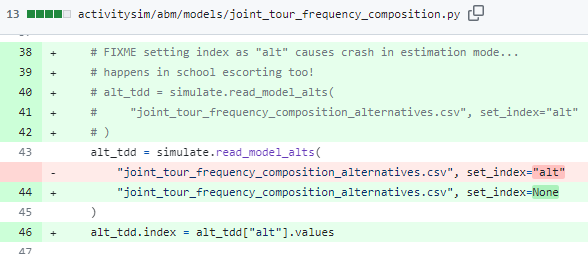 13 activitysim/abm/models/joint_tour_frequency_composition.py
38 + # FIXME setting index as "alt" causes crash in estimation mode...
39 + # happens in school escorting too!
40 + # alt_tdd = simulate.read_model_alts(
41 + #     "joint_tour_frequency_composition_alternatives.csv", set_index="alt"
42 + # )
43 alt_tdd = simulate.read_model_alts(
- "joint_tour_frequency_composition_alternatives.csv", set_index="alt"
44 + "joint_tour_frequency_composition_alternatives.csv", set_index=None
45 )
46 + alt_tdd.index = alt_tdd["alt"].values
47